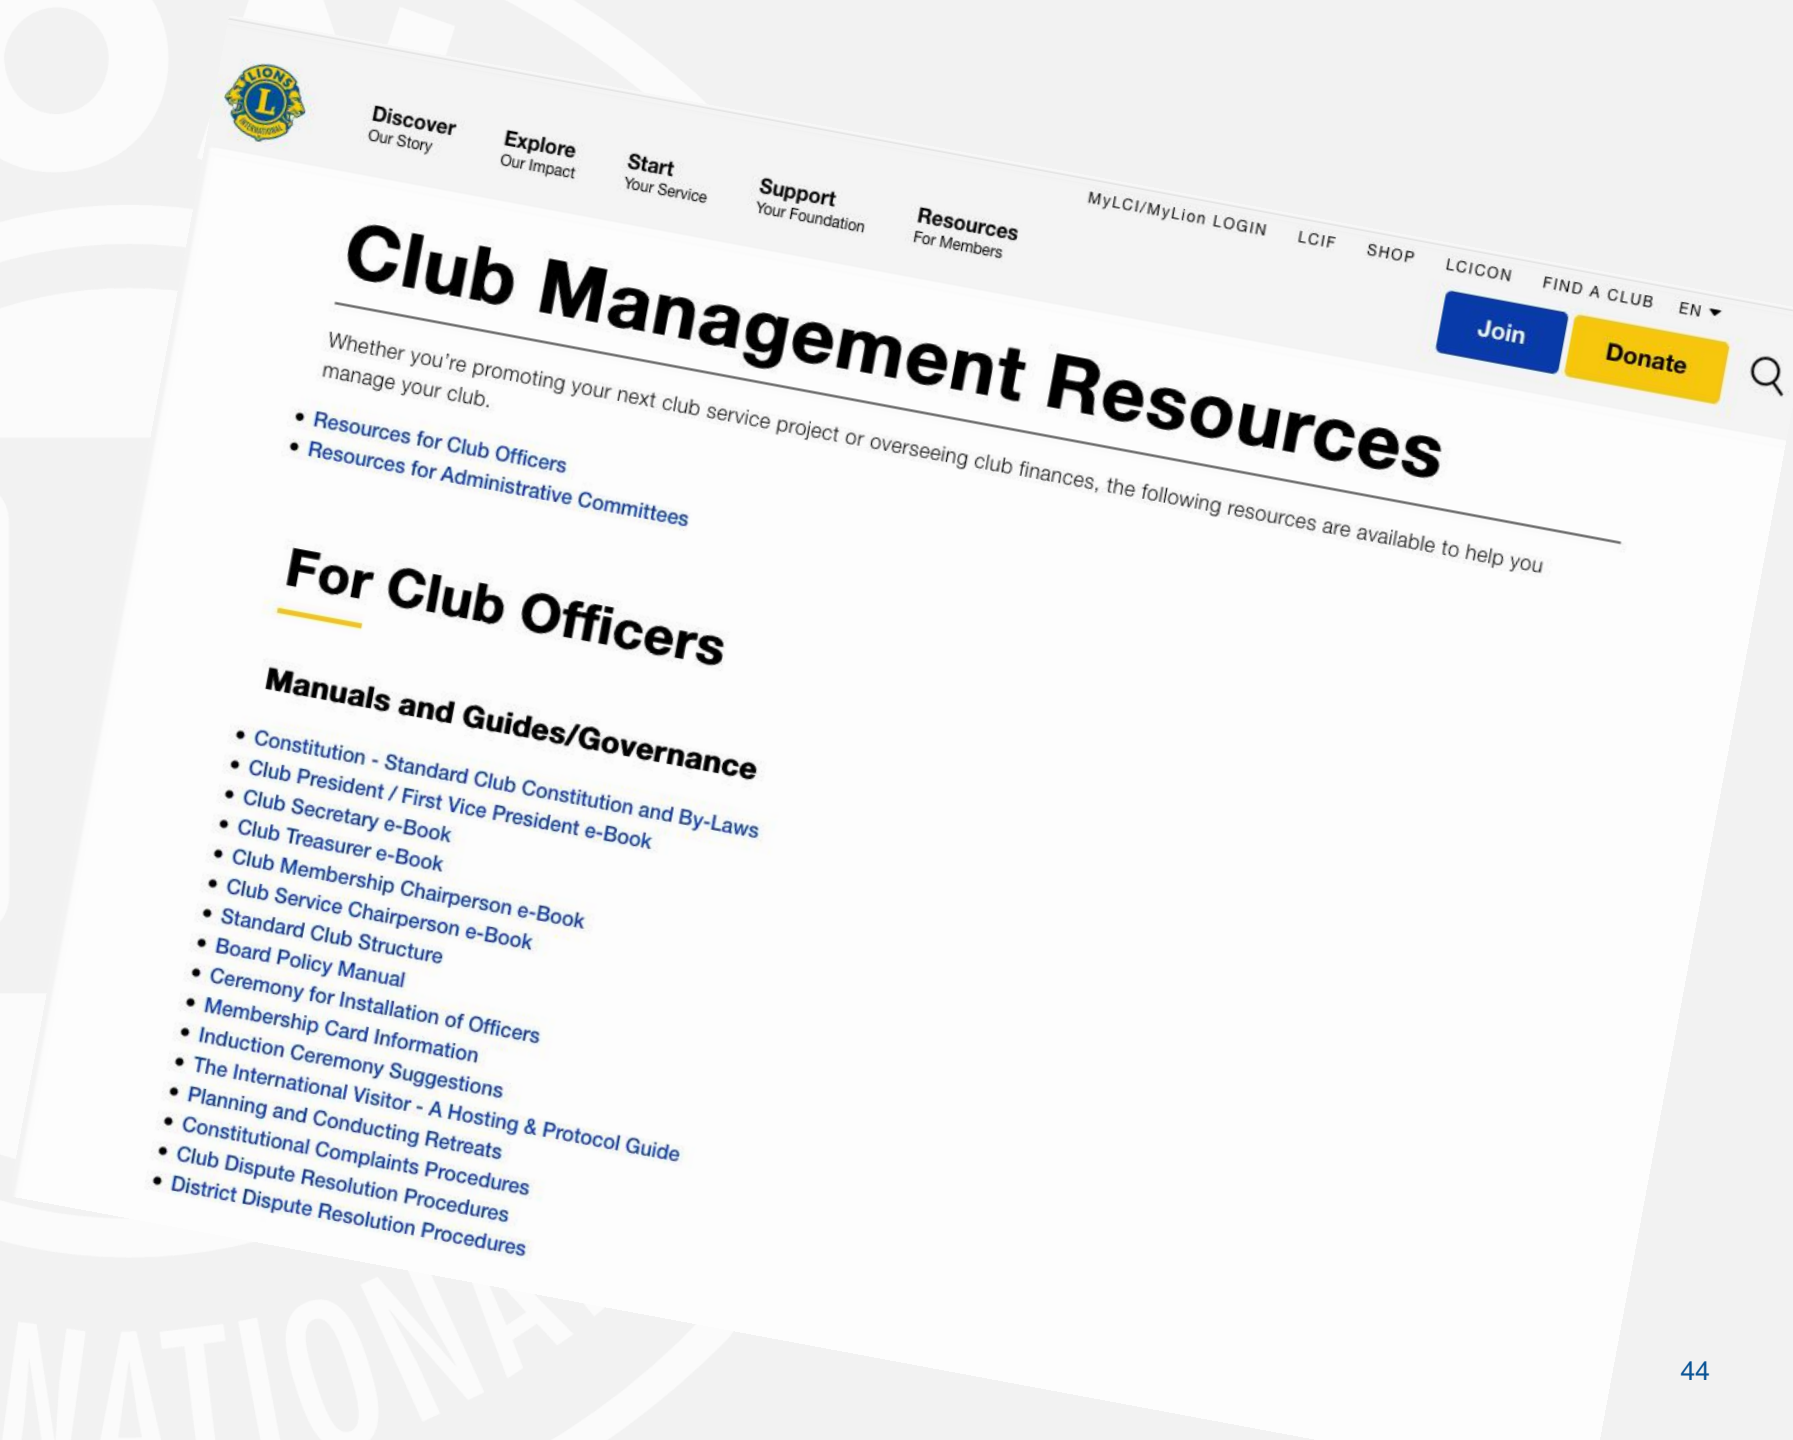 LIONS
L
INTERNATIONAL
Discover
Our Story
Explore
Our Impact
Start
Your Service
Support
Your Foundation
Resources
For Members
MyLCI/MyLion LOGIN
LCIF
SHOP
LCICON
FIND A CLUB
EN
Join
Donate
Club Management Resources
Whether you're promoting your next club service project or overseeing club finances, the following resources are available to help you
manage your club.
• Resources for Club Officers
• Resources for Administrative Committees
For Club Officers
Manuals and Guides/Governance
• Constitution - Standard Club Constitution and By-Laws
• Club President / First Vice President e-Book
• Club Secretary e-Book
• Club Treasurer e-Book
• Club Membership Chairperson e-Book
• Club Service Chairperson e-Book
• Standard Club Structure
• Board Policy Manual
• Ceremony for Installation of Officers
• Membership Card Information
• Induction Ceremony Suggestions
• The International Visitor - A Hosting & Protocol Guide
• Planning and Conducting Retreats
• Constitutional Complaints Procedures
• Club Dispute Resolution Procedures
• District Dispute Resolution Procedures
44